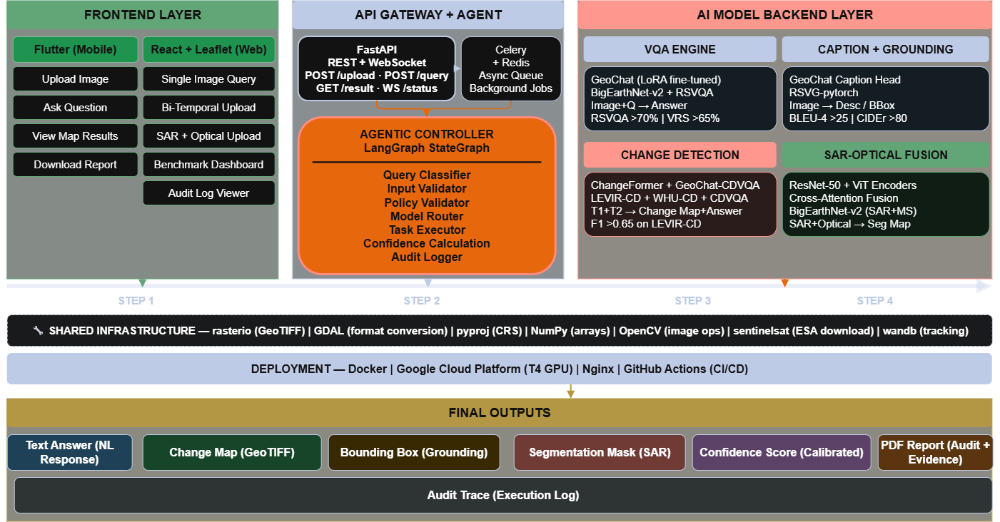 FRONTEND LAYER
Flutter (Mobile)
Upload Image
Ask Question
View Map Results
Download Report
React + Leaflet (Web)
Single Image Query
Bi-Temporal Upload
SAR + Optical Upload
Benchmark Dashboard
Audit Log Viewer
API GATEWAY + AGENT
FastAPI
REST + WebSocket
POST /upload · POST /query
GET /result · WS /status
Celery
+ Redis
Async Queue
Background Jobs
AGENTIC CONTROLLER
LangGraph StateGraph
Query Classifier
Input Validator
Policy Validator
Model Router
Task Executor
Confidence Calculation
Audit Logger
AI MODEL BACKEND LAYER
VQA ENGINE
GeoChat (LoRA fine-tuned)
BigEarthNet-v2 + RSVQA
Image+Q → Answer
RSVQA >70% | VRS >65%
CAPTION + GROUNDING
GeoChat Caption Head
RSVG-pytorch
Image → Desc / BBox
BLEU-4 >25 | CIDEr >80
CHANGE DETECTION
ChangeFormer + GeoChat-CDVQA
LEVIR-CD + WHU-CD + CDVQA
T1+T2 → Change Map+Answer
F1 >0.65 on LEVIR-CD
SAR-OPTICAL FUSION
ResNet-50 + ViT Encoders
Cross-Attention Fusion
BigEarthNet-v2 (SAR+MS)
SAR+Optical → Seg Map
STEP 1
STEP 2
STEP 3
STEP 4
🔧 SHARED INFRASTRUCTURE — rasterio (GeoTIFF) | GDAL (format conversion) | pyproj (CRS) | NumPy (arrays) | OpenCV (image ops) | sentinelsat (ESA download) | wandb (tracking)
DEPLOYMENT — Docker | Google Cloud Platform (T4 GPU) | Nginx | GitHub Actions (CI/CD)
FINAL OUTPUTS
Text Answer (NL
Response)
Change Map (GeoTIFF)
Bounding Box (Grounding)
Segmentation Mask (SAR)
Confidence Score (Calibrated)
PDF Report (Audit +
Evidence)
Audit Trace (Execution Log)